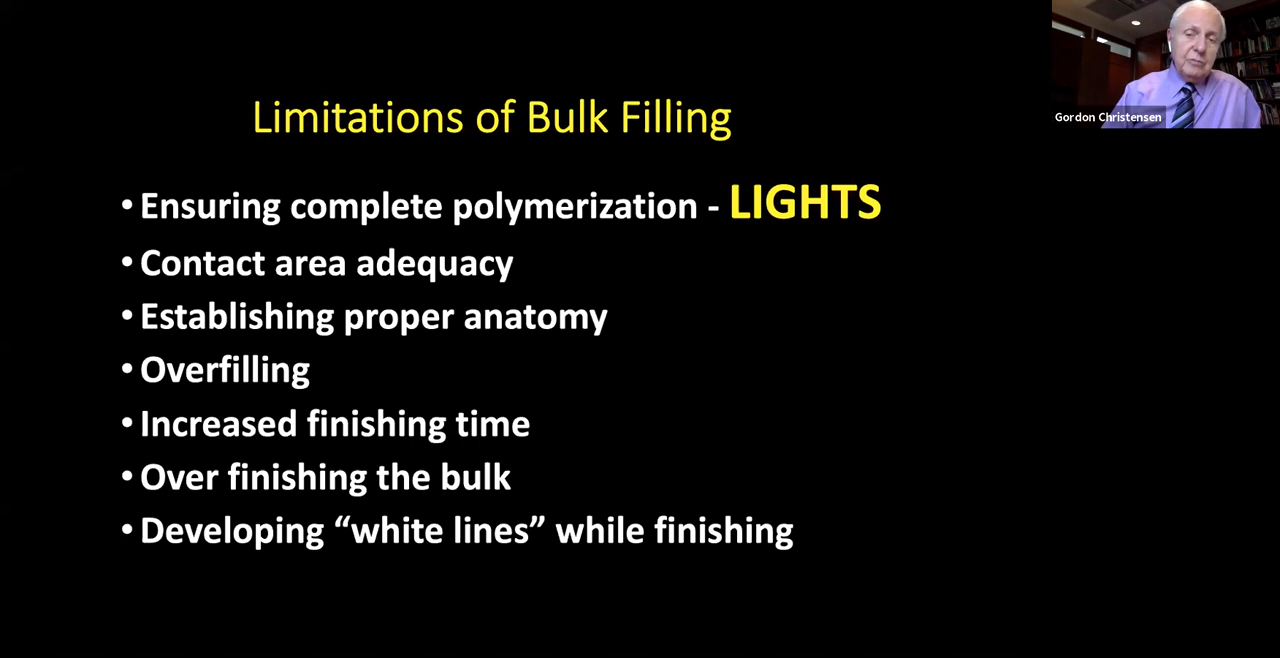 Limitations of Bulk Filling
Gordon Christensen
• Ensuring complete polymerization - LIGHTS
• Contact area adequacy
• Establishing proper anatomy
• Overfilling
• Increased finishing time
• Over finishing the bulk
• Developing “white lines” while finishing